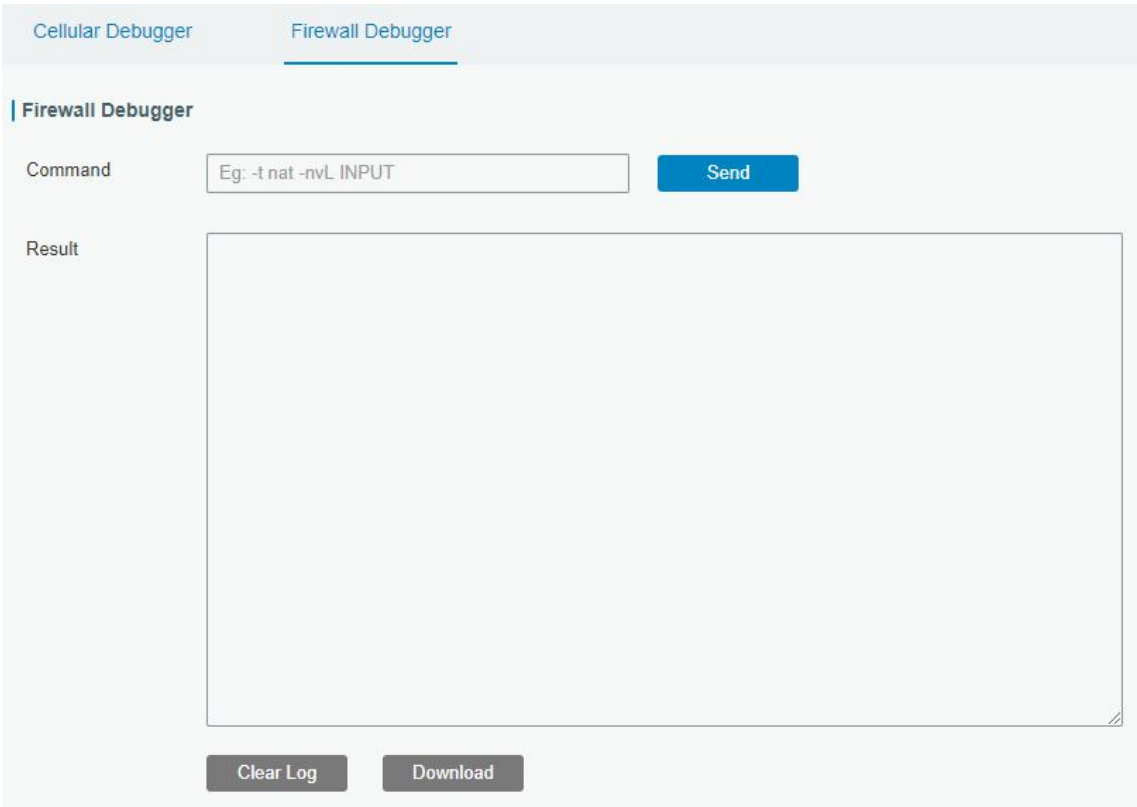 Cellular Debugger Firewall Debugger
Firewall Debugger
Command Eg: -t nat -nvL INPUT Send
Result
Clear Log Download